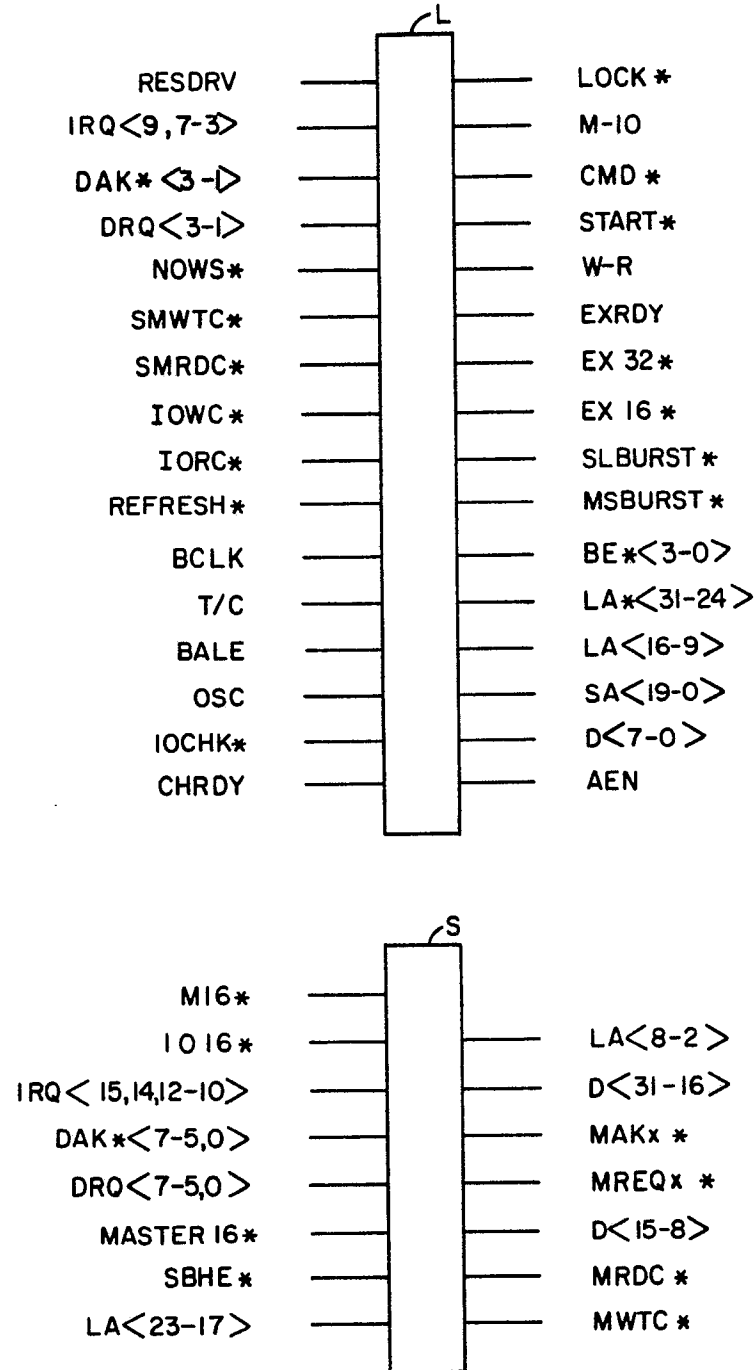 L
RESDRV LOCK*
IRQ<9,7-3> M-IO
DAK*<3-1> CMD*
DRQ<3-1> START*
NOWS* W-R
SMWTC* EXRDY
SMRDC* EX 32*
IOWC* EX 16*
IORC* SLBURST*
REFRESH* MSBURST*
BCLK BE*<3-0>
T/C LA*<31-24>
BALE LA<16-9>
OSC SA<19-0>
IOCHK* D<7-0>
CHRDY AEN
S
M16*
IO16* LA<8-2>
IRQ<15,14,12-10> D<31-16>
DAK*<7-5,0> MAKx*
DRQ<7-5,0> MREQx*
MASTER 16* D<15-8>
SBHE* MRDC*
LA<23-17> MWTC*